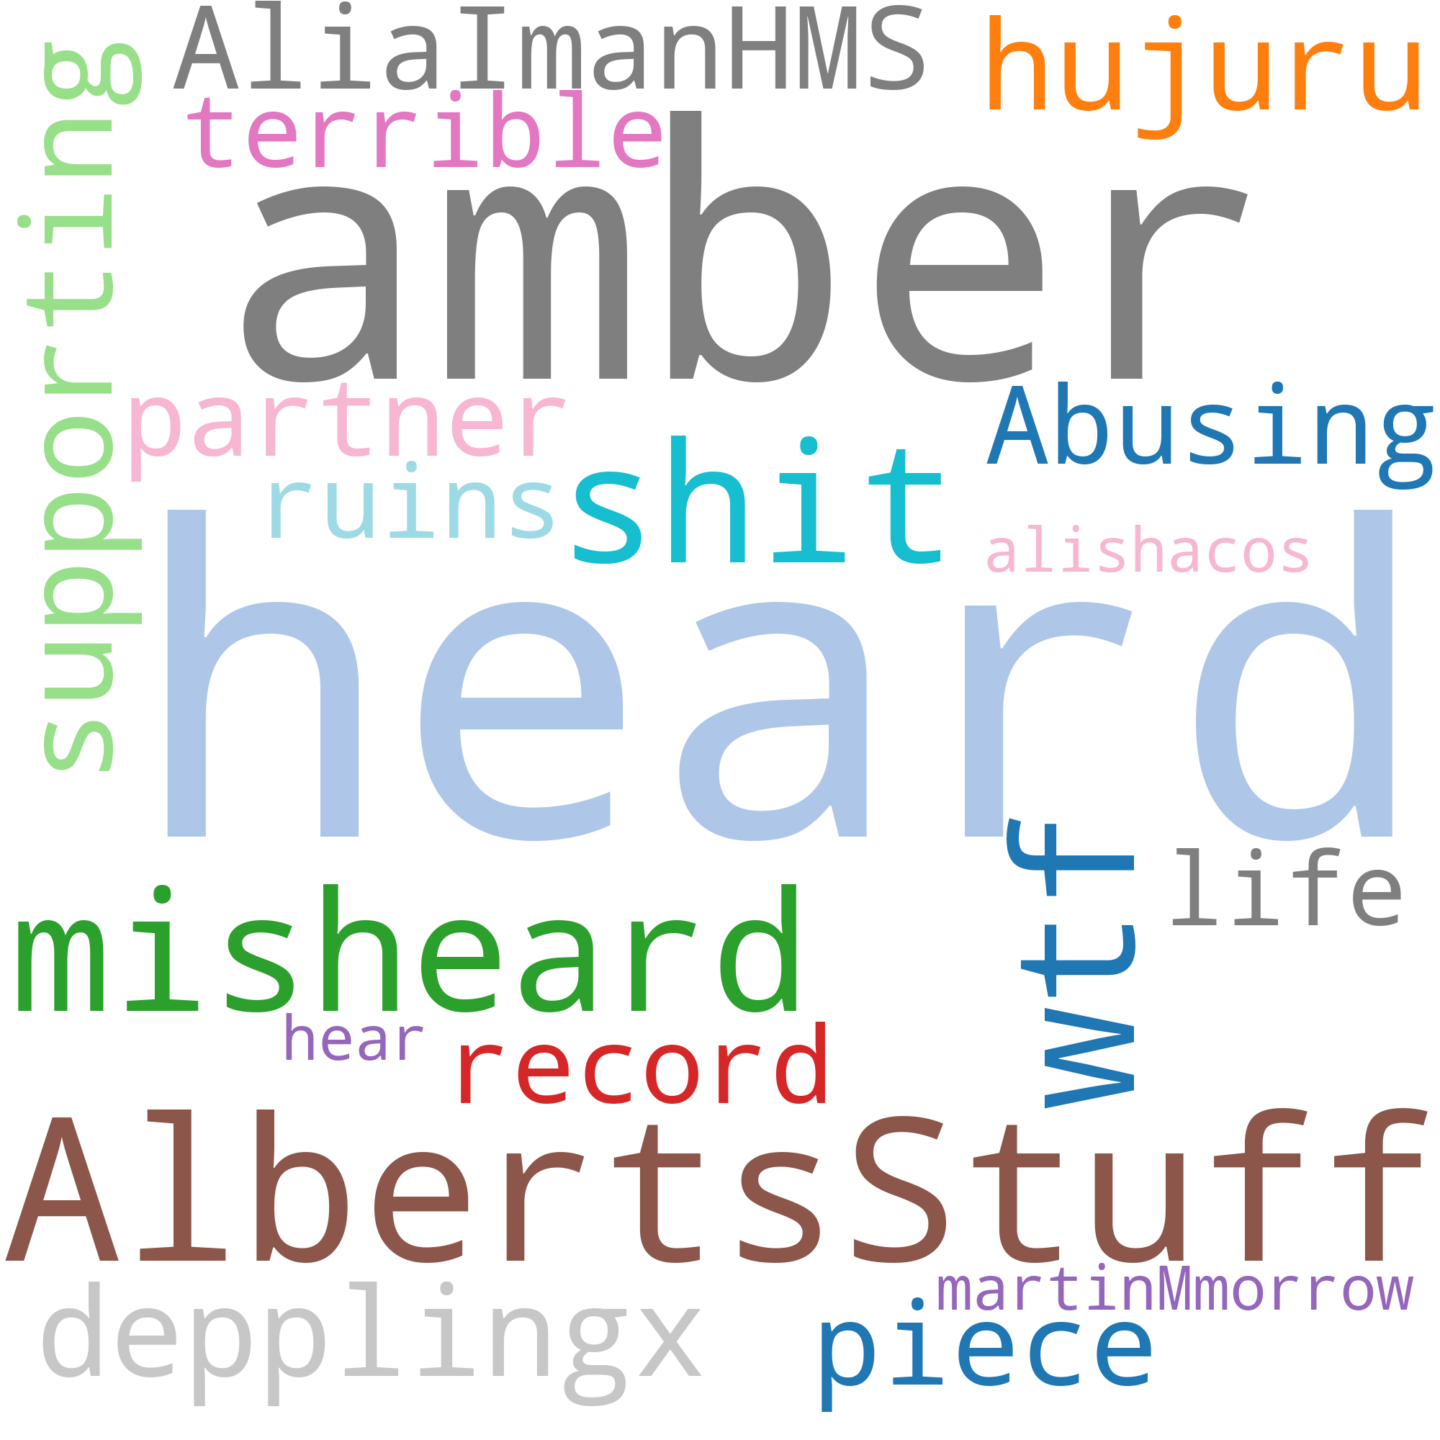 AliaImanHMS
hujuru
terrible
supporting
amber
partner
Abusing
ruins
shit
alishacos
heard
wtf
life
misheard
hear
record
AlbertsStuff
martinMmorrow
depplingx
piece